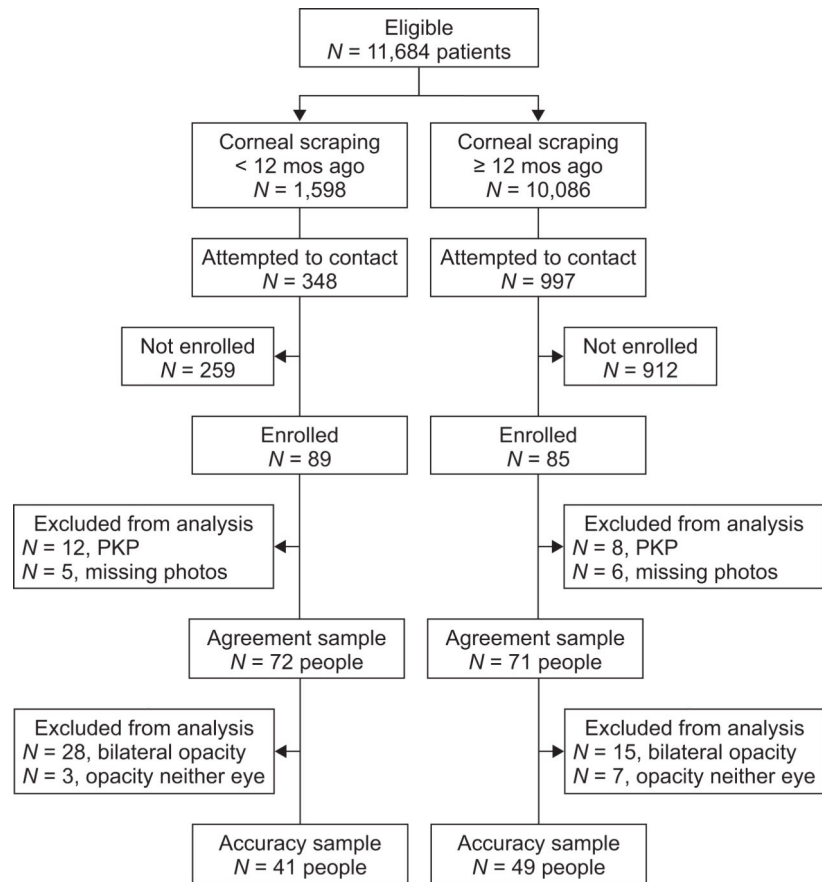 Eligible
N = 11,684 patients
Corneal scraping
< 12 mos ago
N = 1,598
Corneal scraping
≥ 12 mos ago
N = 10,086
Attempted to contact
N = 348
Attempted to contact
N = 997
Not enrolled
N = 259
Not enrolled
N = 912
Enrolled
N = 89
Enrolled
N = 85
Excluded from analysis
N = 12, PKP
N = 5, missing photos
Excluded from analysis
N = 8, PKP
N = 6, missing photos
Agreement sample
N = 72 people
Agreement sample
N = 71 people
Excluded from analysis
N = 28, bilateral opacity
N = 3, opacity neither eye
Excluded from analysis
N = 15, bilateral opacity
N = 7, opacity neither eye
Accuracy sample
N = 41 people
Accuracy sample
N = 49 people